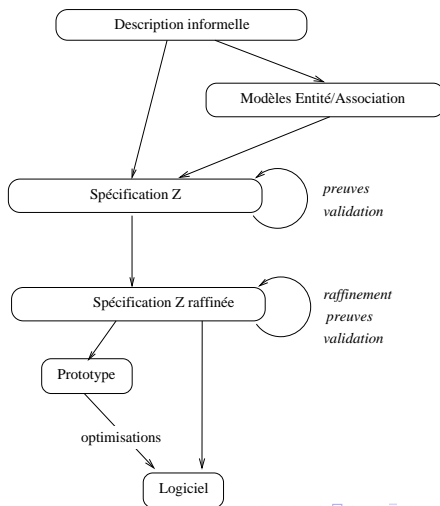 Description informelle
Modèles Entité/Association
Spécification Z
preuves
validation
Spécification Z raffinée
raffinement
preuves
validation
Prototype
optimisations
Logiciel